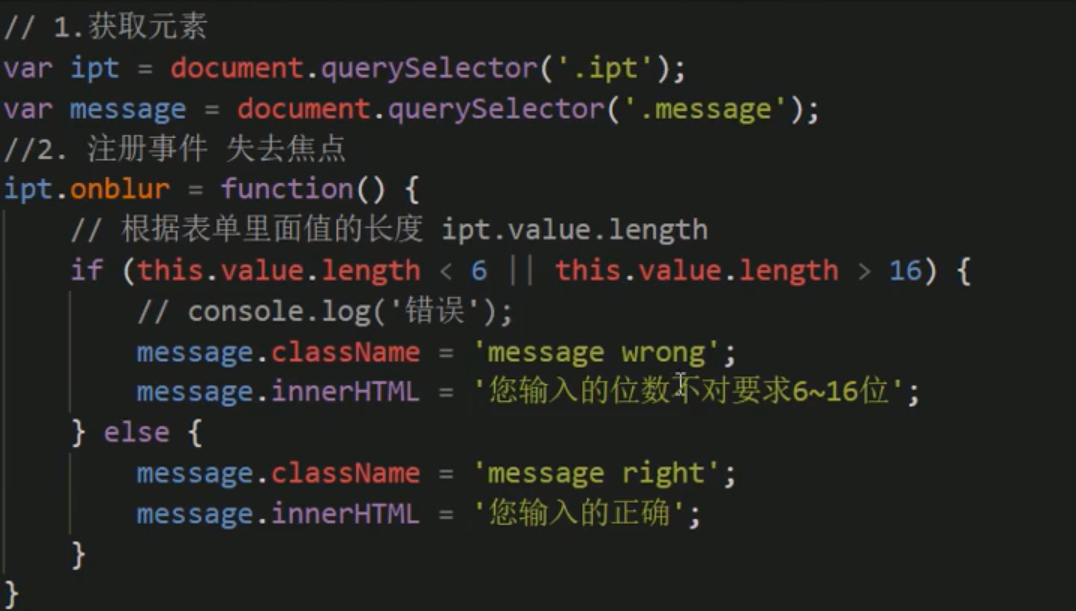 // 1.获取元素
var ipt = document.querySelector('.ipt');
var message = document.querySelector('.message');
//2. 注册事件 失去焦点
ipt.onblur = function() {
// 根据表单里面值的长度 ipt.value.length
if (this.value.length < 6 || this.value.length > 16) {
// console.log('错误');
message.className = 'message wrong';
message.innerHTML = '您输入的位数不对要求6~16位';
} else {
message.className = 'message right';
message.innerHTML = '您输入的正确';
}
}